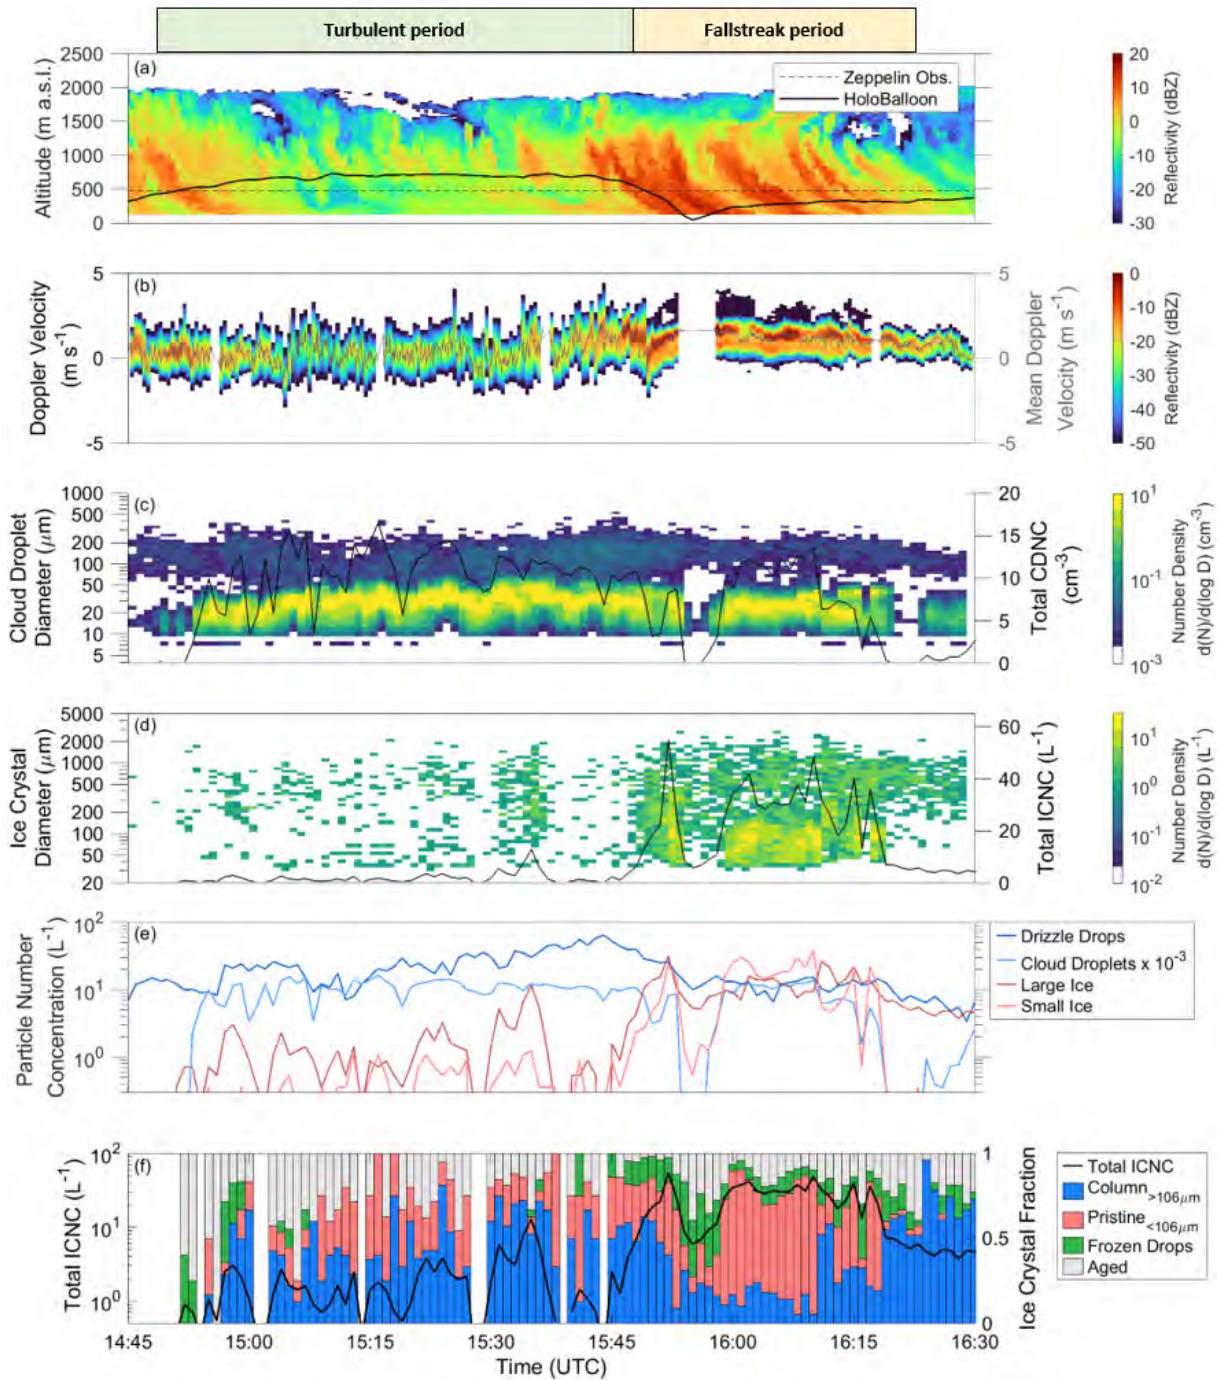 Turbulent period
Fallstreak period
(a)
2500
2000
1500
1000
500
0
Altitude (m a.s.l.)
Zeppelin Obs.
HoloBalloon
20
10
0
-10
-20
-30
Reflectivity (dBZ)
(b)
5
0
-5
Doppler Velocity
(m s⁻¹)
5
0
-5
Mean Doppler
Velocity (m s⁻¹)
0
-10
-20
-30
-40
-50
Reflectivity (dBZ)
(c)
1000
500
200
100
50
20
10
5
Cloud Droplet
Diameter (μm)
20
15
10
5
0
Total CDNC
(cm⁻³)
10¹
10⁻¹
10⁻³
Number Density
d(N)/d(log D) (cm⁻³)
(d)
5000
2000
1000
500
200
100
50
20
Ice Crystal
Diameter (μm)
60
40
20
0
Total ICNC (L⁻¹)
10¹
10⁰
10⁻¹
10⁻²
Number Density
d(N)/d(log D) (L⁻¹)
(e)
10²
10¹
10⁰
Particle Number
Concentration (L⁻¹)
Drizzle Drops
Cloud Droplets x 10⁻³
Large Ice
Small Ice
(f)
10²
10¹
10⁰
Total ICNC (L⁻¹)
1
0.5
0
Ice Crystal Fraction
Total ICNC
Column>106μm
Pristine<106μm
Frozen Drops
Aged
14:45 15:00 15:15 15:30 15:45 16:00 16:15 16:30
Time (UTC)